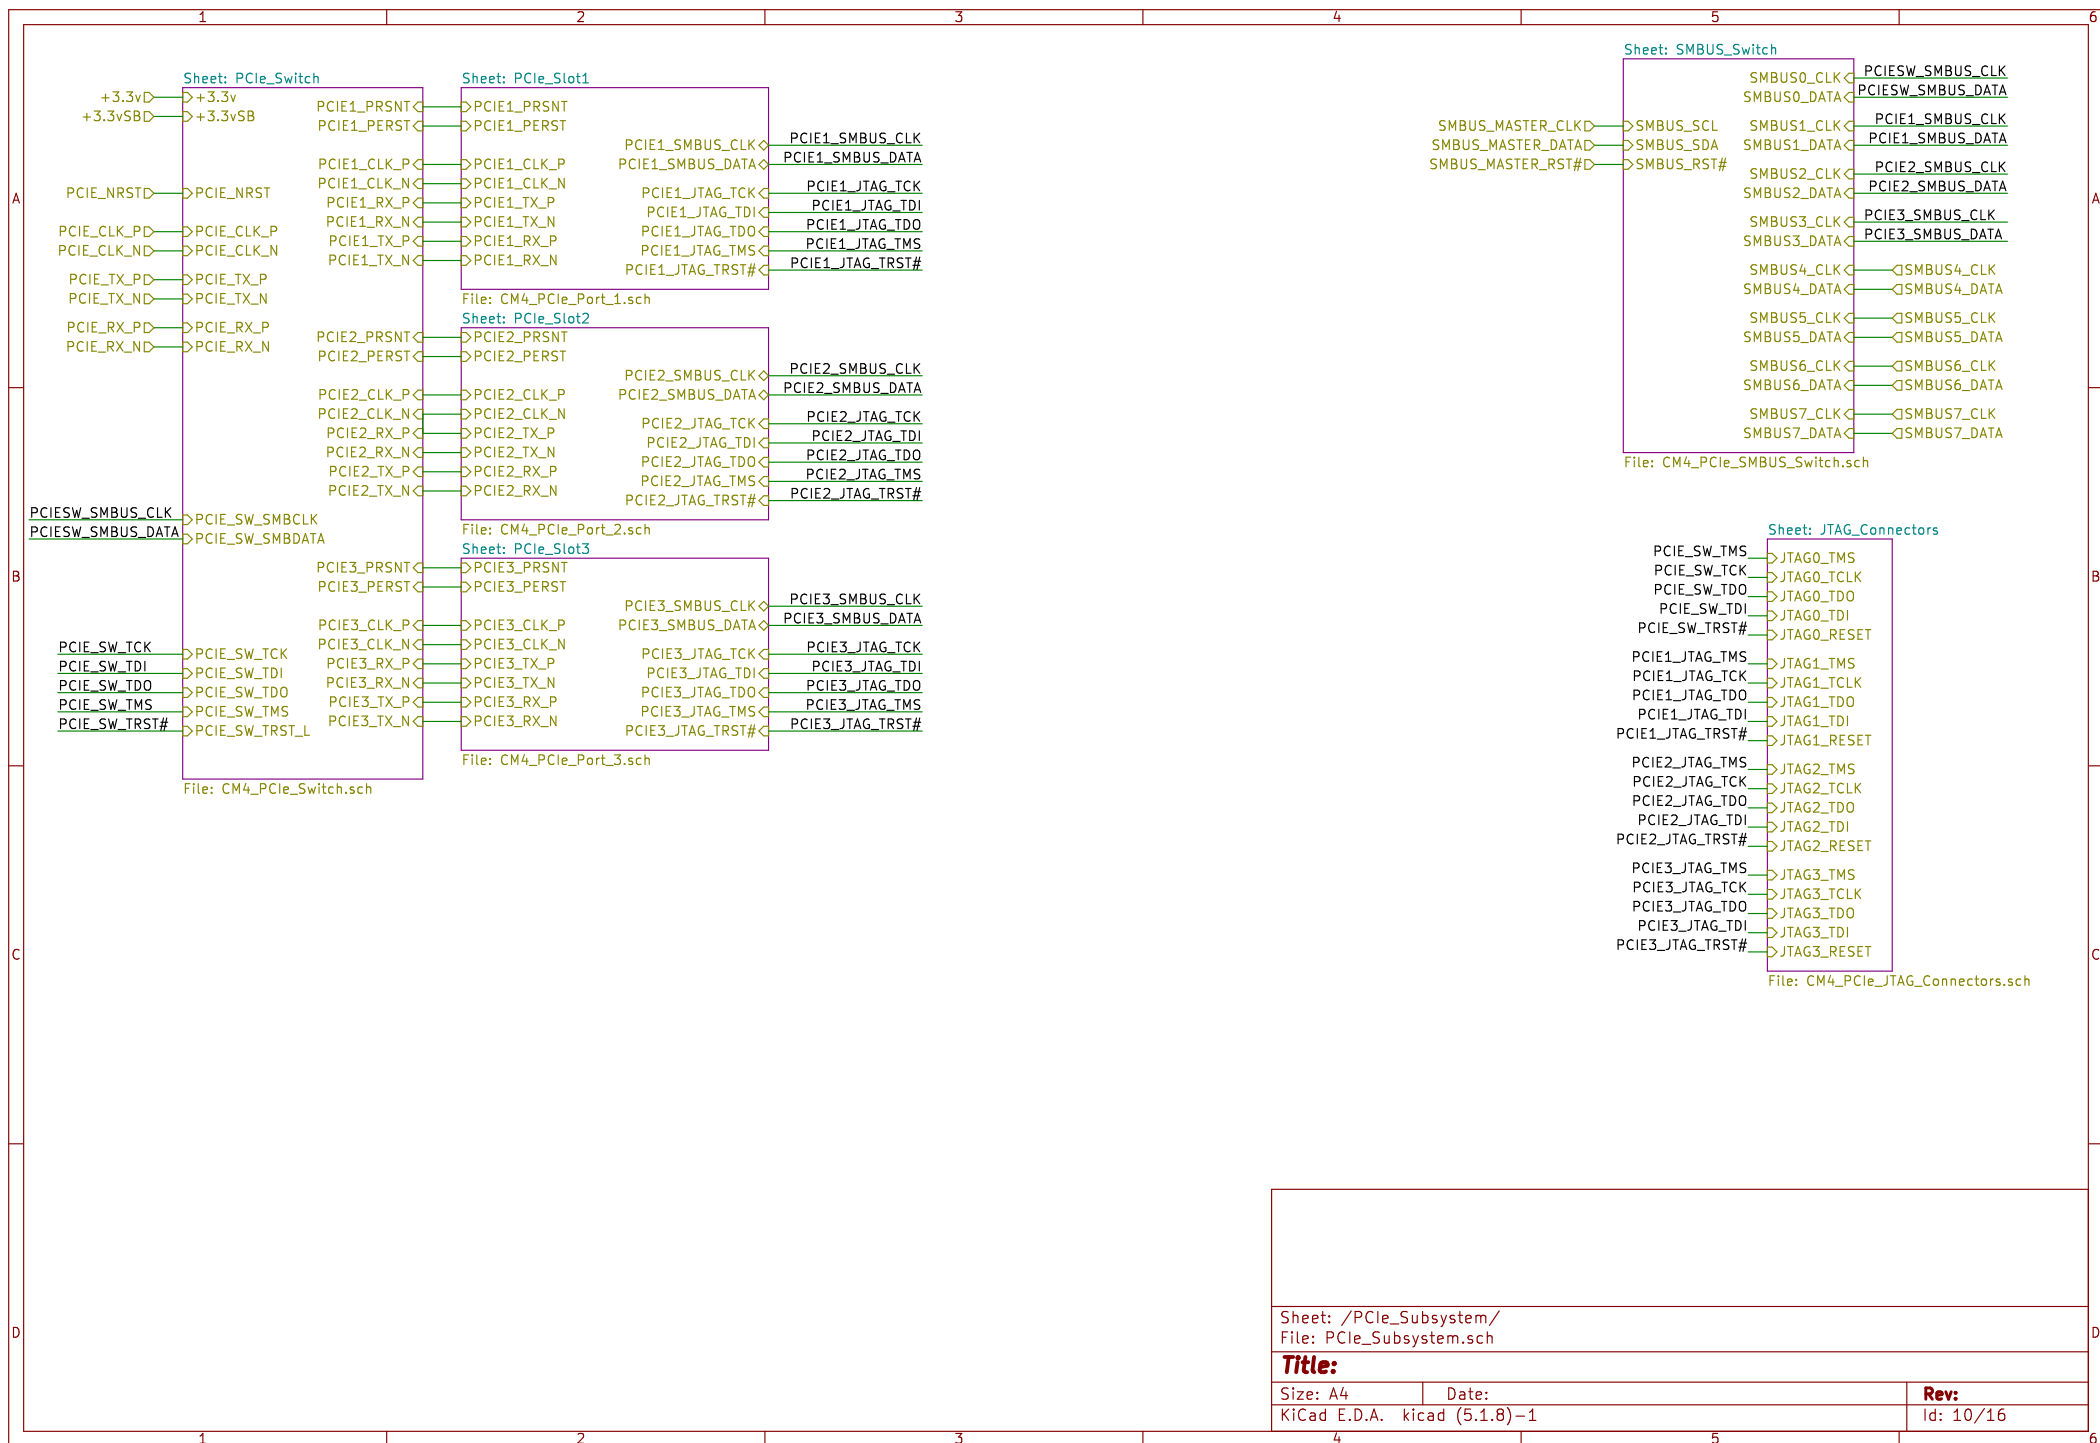 1 2 3 4 5 6
Sheet: PCIe_Switch
+3.3v +3.3v
+3.3vSB +3.3vSB
PCIE_NRST PCIE_NRST
PCIE_CLK_P PCIE_CLK_P
PCIE_CLK_N PCIE_CLK_N
PCIE_TX_P PCIE_TX_P
PCIE_TX_N PCIE_TX_N
PCIE_RX_P PCIE_RX_P
PCIE_RX_N PCIE_RX_N
PCIESW_SMBUS_CLK PCIE_SW_SMBCLK
PCIESW_SMBUS_DATA PCIE_SW_SMBDATA
PCIE_SW_TCK PCIE_SW_TCK
PCIE_SW_TDI PCIE_SW_TDI
PCIE_SW_TDO PCIE_SW_TDO
PCIE_SW_TMS PCIE_SW_TMS
PCIE_SW_TRST# PCIE_SW_TRST_L
PCIE1_PRSNT
PCIE1_PERST
PCIE1_CLK_P
PCIE1_CLK_N
PCIE1_RX_P
PCIE1_RX_N
PCIE1_TX_P
PCIE1_TX_N
PCIE2_PRSNT
PCIE2_PERST
PCIE2_CLK_P
PCIE2_CLK_N
PCIE2_RX_P
PCIE2_RX_N
PCIE2_TX_P
PCIE2_TX_N
PCIE3_PRSNT
PCIE3_PERST
PCIE3_CLK_P
PCIE3_CLK_N
PCIE3_RX_P
PCIE3_RX_N
PCIE3_TX_P
PCIE3_TX_N
File: CM4_PCIe_Switch.sch
Sheet: PCIe_Slot1
PCIE1_PRSNT
PCIE1_PERST
PCIE1_CLK_P
PCIE1_CLK_N
PCIE1_TX_P
PCIE1_TX_N
PCIE1_RX_P
PCIE1_RX_N
PCIE1_SMBUS_CLK PCIE1_SMBUS_CLK
PCIE1_SMBUS_DATA PCIE1_SMBUS_DATA
PCIE1_JTAG_TCK PCIE1_JTAG_TCK
PCIE1_JTAG_TDI PCIE1_JTAG_TDI
PCIE1_JTAG_TDO PCIE1_JTAG_TDO
PCIE1_JTAG_TMS PCIE1_JTAG_TMS
PCIE1_JTAG_TRST# PCIE1_JTAG_TRST#
File: CM4_PCIe_Port_1.sch
Sheet: PCIe_Slot2
PCIE2_PRSNT
PCIE2_PERST
PCIE2_CLK_P
PCIE2_CLK_N
PCIE2_TX_P
PCIE2_TX_N
PCIE2_RX_P
PCIE2_RX_N
PCIE2_SMBUS_CLK PCIE2_SMBUS_CLK
PCIE2_SMBUS_DATA PCIE2_SMBUS_DATA
PCIE2_JTAG_TCK PCIE2_JTAG_TCK
PCIE2_JTAG_TDI PCIE2_JTAG_TDI
PCIE2_JTAG_TDO PCIE2_JTAG_TDO
PCIE2_JTAG_TMS PCIE2_JTAG_TMS
PCIE2_JTAG_TRST# PCIE2_JTAG_TRST#
File: CM4_PCIe_Port_2.sch
Sheet: PCIe_Slot3
PCIE3_PRSNT
PCIE3_PERST
PCIE3_CLK_P
PCIE3_CLK_N
PCIE3_TX_P
PCIE3_TX_N
PCIE3_RX_P
PCIE3_RX_N
PCIE3_SMBUS_CLK PCIE3_SMBUS_CLK
PCIE3_SMBUS_DATA PCIE3_SMBUS_DATA
PCIE3_JTAG_TCK PCIE3_JTAG_TCK
PCIE3_JTAG_TDI PCIE3_JTAG_TDI
PCIE3_JTAG_TDO PCIE3_JTAG_TDO
PCIE3_JTAG_TMS PCIE3_JTAG_TMS
PCIE3_JTAG_TRST# PCIE3_JTAG_TRST#
File: CM4_PCIe_Port_3.sch
Sheet: SMBUS_Switch
SMBUS_MASTER_CLK SMBUS_SCL
SMBUS_MASTER_DATA SMBUS_SDA
SMBUS_MASTER_RST# SMBUS_RST#
SMBUS0_CLK PCIESW_SMBUS_CLK
SMBUS0_DATA PCIESW_SMBUS_DATA
SMBUS1_CLK PCIE1_SMBUS_CLK
SMBUS1_DATA PCIE1_SMBUS_DATA
SMBUS2_CLK PCIE2_SMBUS_CLK
SMBUS2_DATA PCIE2_SMBUS_DATA
SMBUS3_CLK PCIE3_SMBUS_CLK
SMBUS3_DATA PCIE3_SMBUS_DATA
SMBUS4_CLK SMBUS4_CLK
SMBUS4_DATA SMBUS4_DATA
SMBUS5_CLK SMBUS5_CLK
SMBUS5_DATA SMBUS5_DATA
SMBUS6_CLK SMBUS6_CLK
SMBUS6_DATA SMBUS6_DATA
SMBUS7_CLK SMBUS7_CLK
SMBUS7_DATA SMBUS7_DATA
File: CM4_PCIe_SMBUS_Switch.sch
Sheet: JTAG_Connectors
PCIE_SW_TMS JTAG0_TMS
PCIE_SW_TCK JTAG0_TCLK
PCIE_SW_TDO JTAG0_TDO
PCIE_SW_TDI JTAG0_TDI
PCIE_SW_TRST# JTAG0_RESET
PCIE1_JTAG_TMS JTAG1_TMS
PCIE1_JTAG_TCK JTAG1_TCLK
PCIE1_JTAG_TDO JTAG1_TDO
PCIE1_JTAG_TDI JTAG1_TDI
PCIE1_JTAG_TRST# JTAG1_RESET
PCIE2_JTAG_TMS JTAG2_TMS
PCIE2_JTAG_TCK JTAG2_TCLK
PCIE2_JTAG_TDO JTAG2_TDO
PCIE2_JTAG_TDI JTAG2_TDI
PCIE2_JTAG_TRST# JTAG2_RESET
PCIE3_JTAG_TMS JTAG3_TMS
PCIE3_JTAG_TCK JTAG3_TCLK
PCIE3_JTAG_TDO JTAG3_TDO
PCIE3_JTAG_TDI JTAG3_TDI
PCIE3_JTAG_TRST# JTAG3_RESET
File: CM4_PCIe_JTAG_Connectors.sch
A A
B B
C C
D D
Sheet: /PCIe_Subsystem/
File: PCIe_Subsystem.sch
Title:
Size: A4 Date: Rev:
KiCad E.D.A. kicad (5.1.8)-1 Id: 10/16
1 2 3 4 5 6